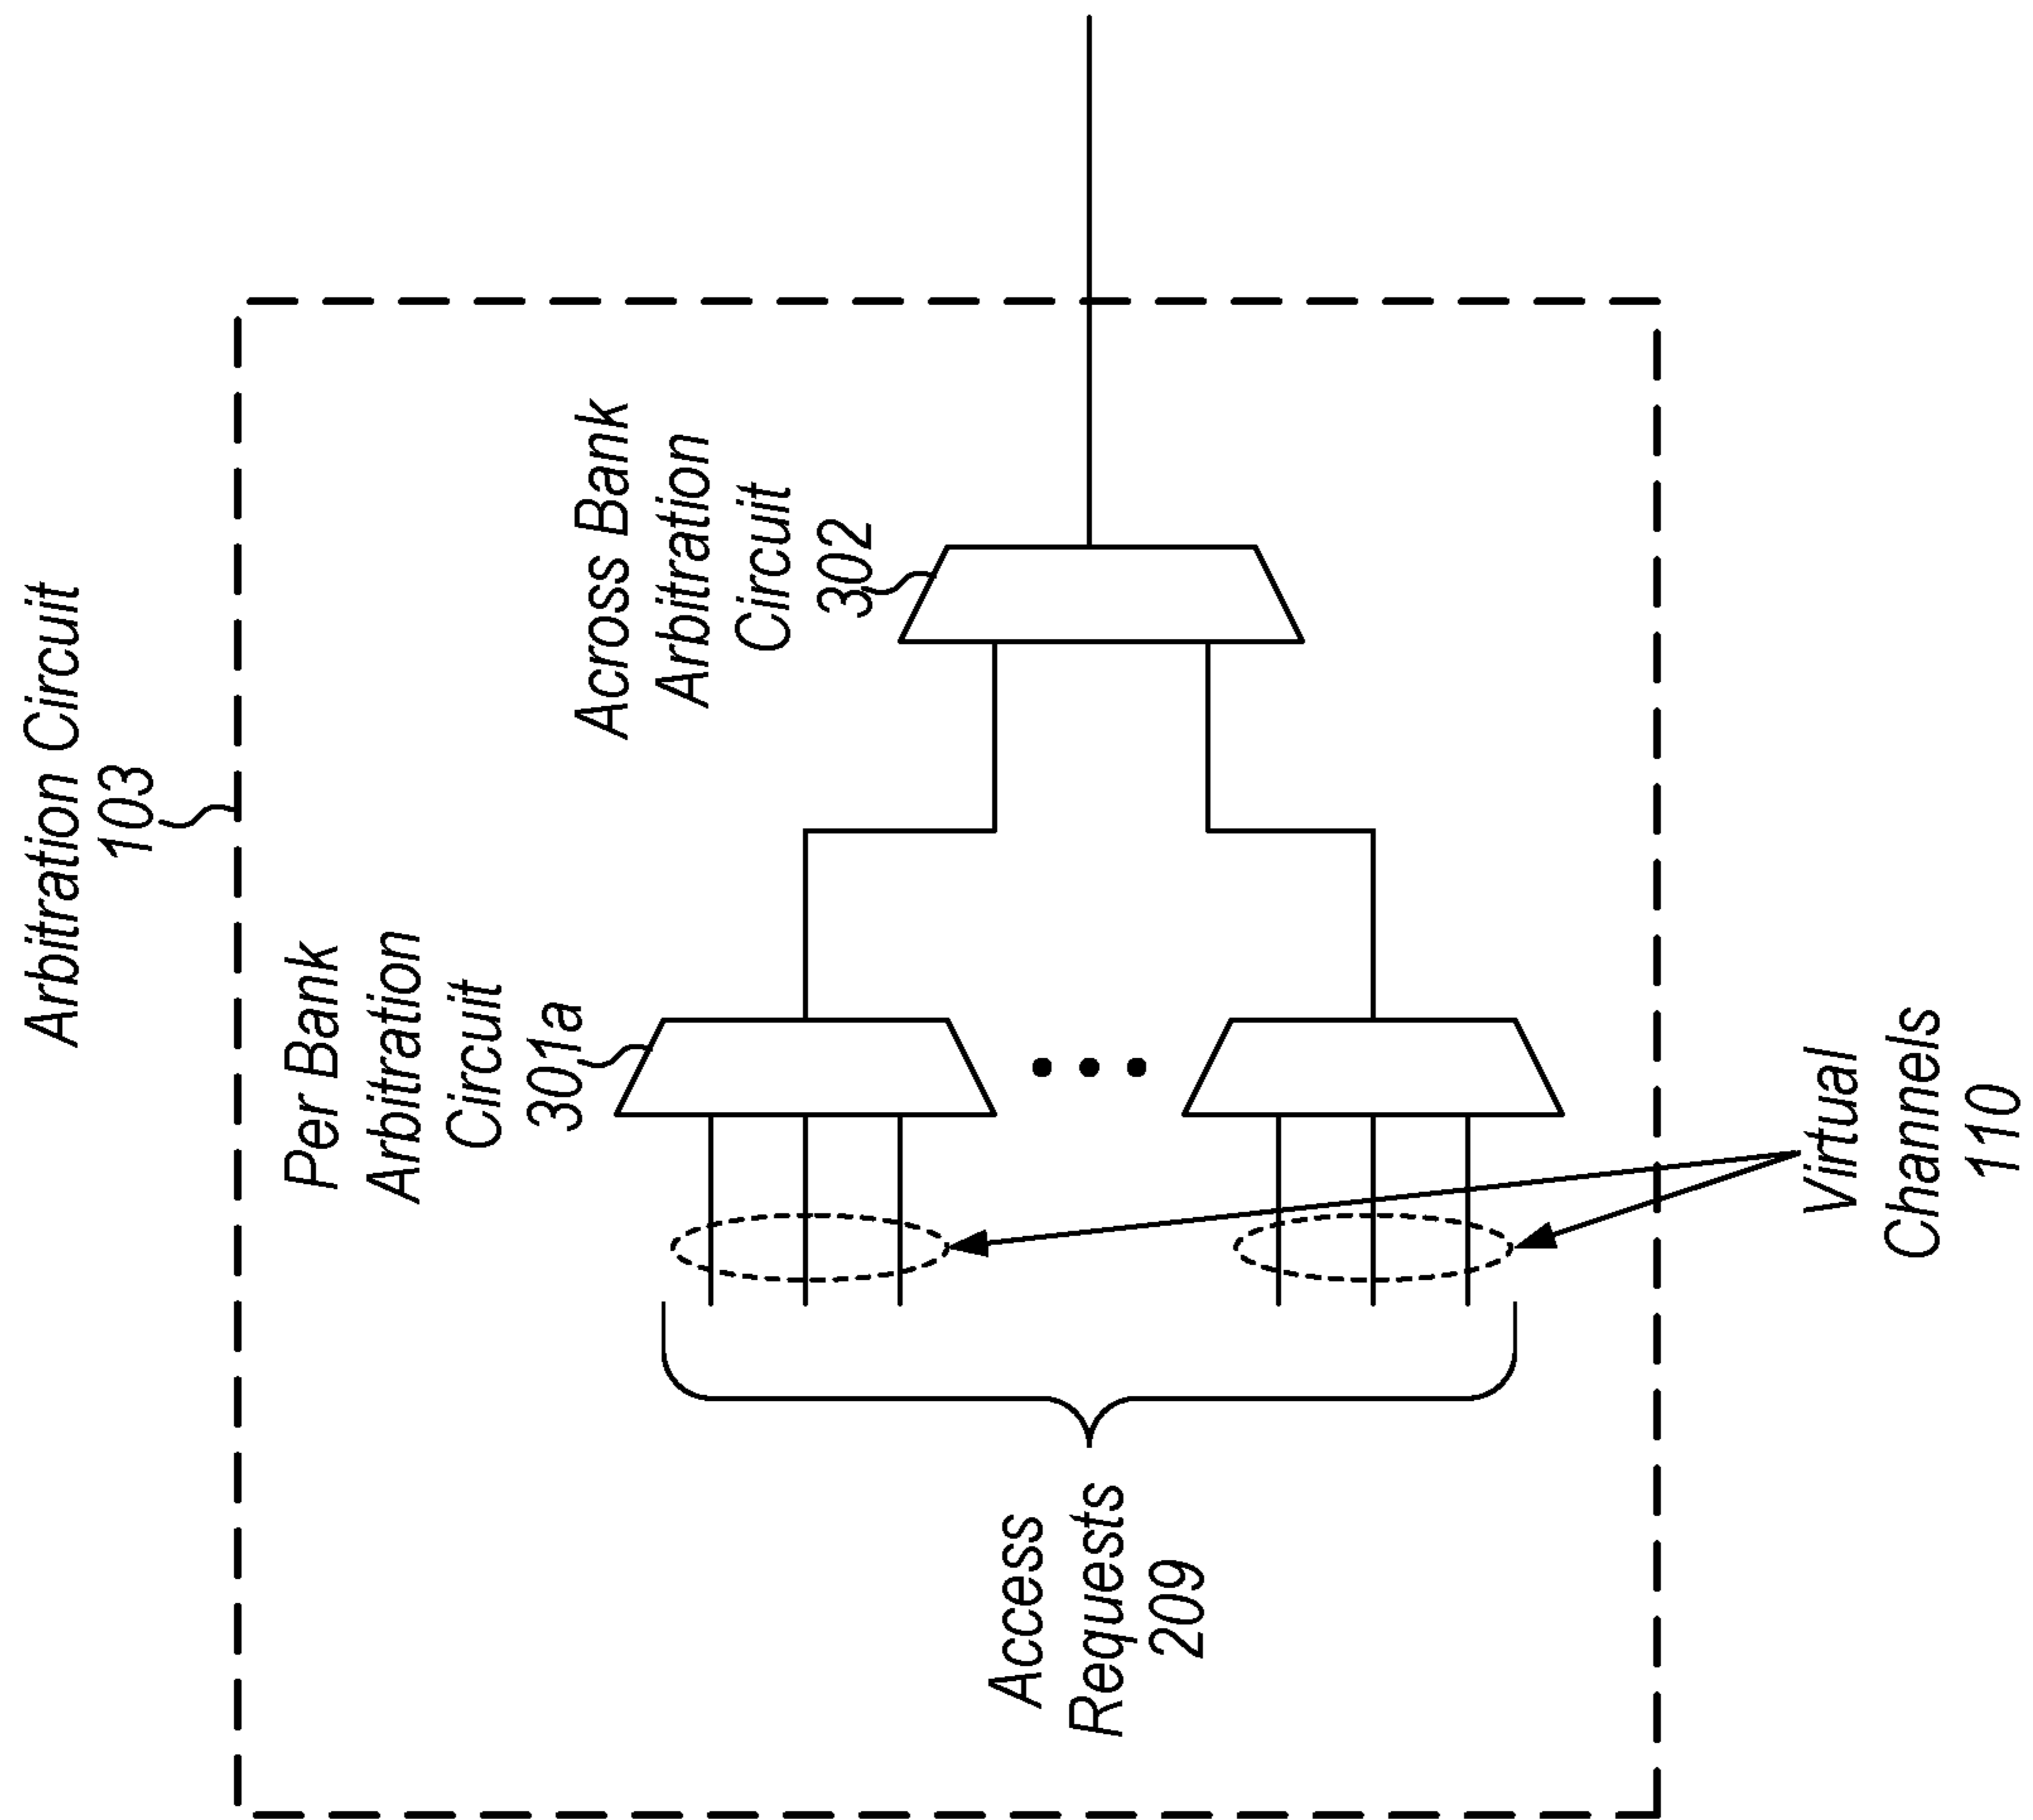 Arbitration Circuit
103
Per Bank
Arbitration
Circuit
301a
Across Bank
Arbitration
Circuit
302
Access
Requests
209
Virtual
Channels
110